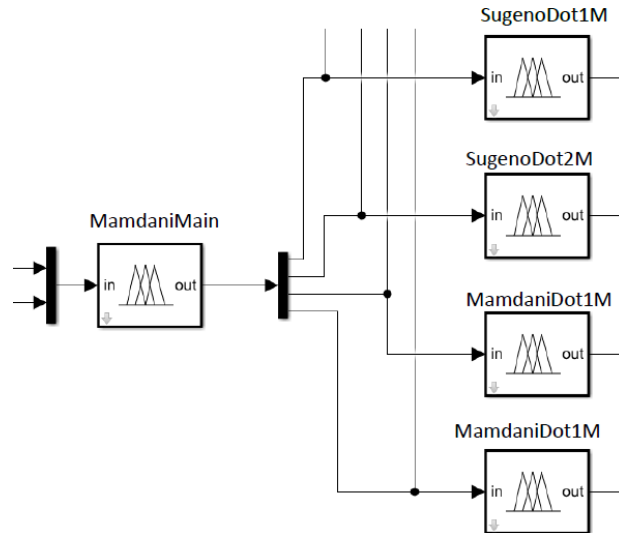 SugenoDot1M
in out
SugenoDot2M
in out
MamdaniMain
in out
MamdaniDot1M
in out
MamdaniDot1M
in out